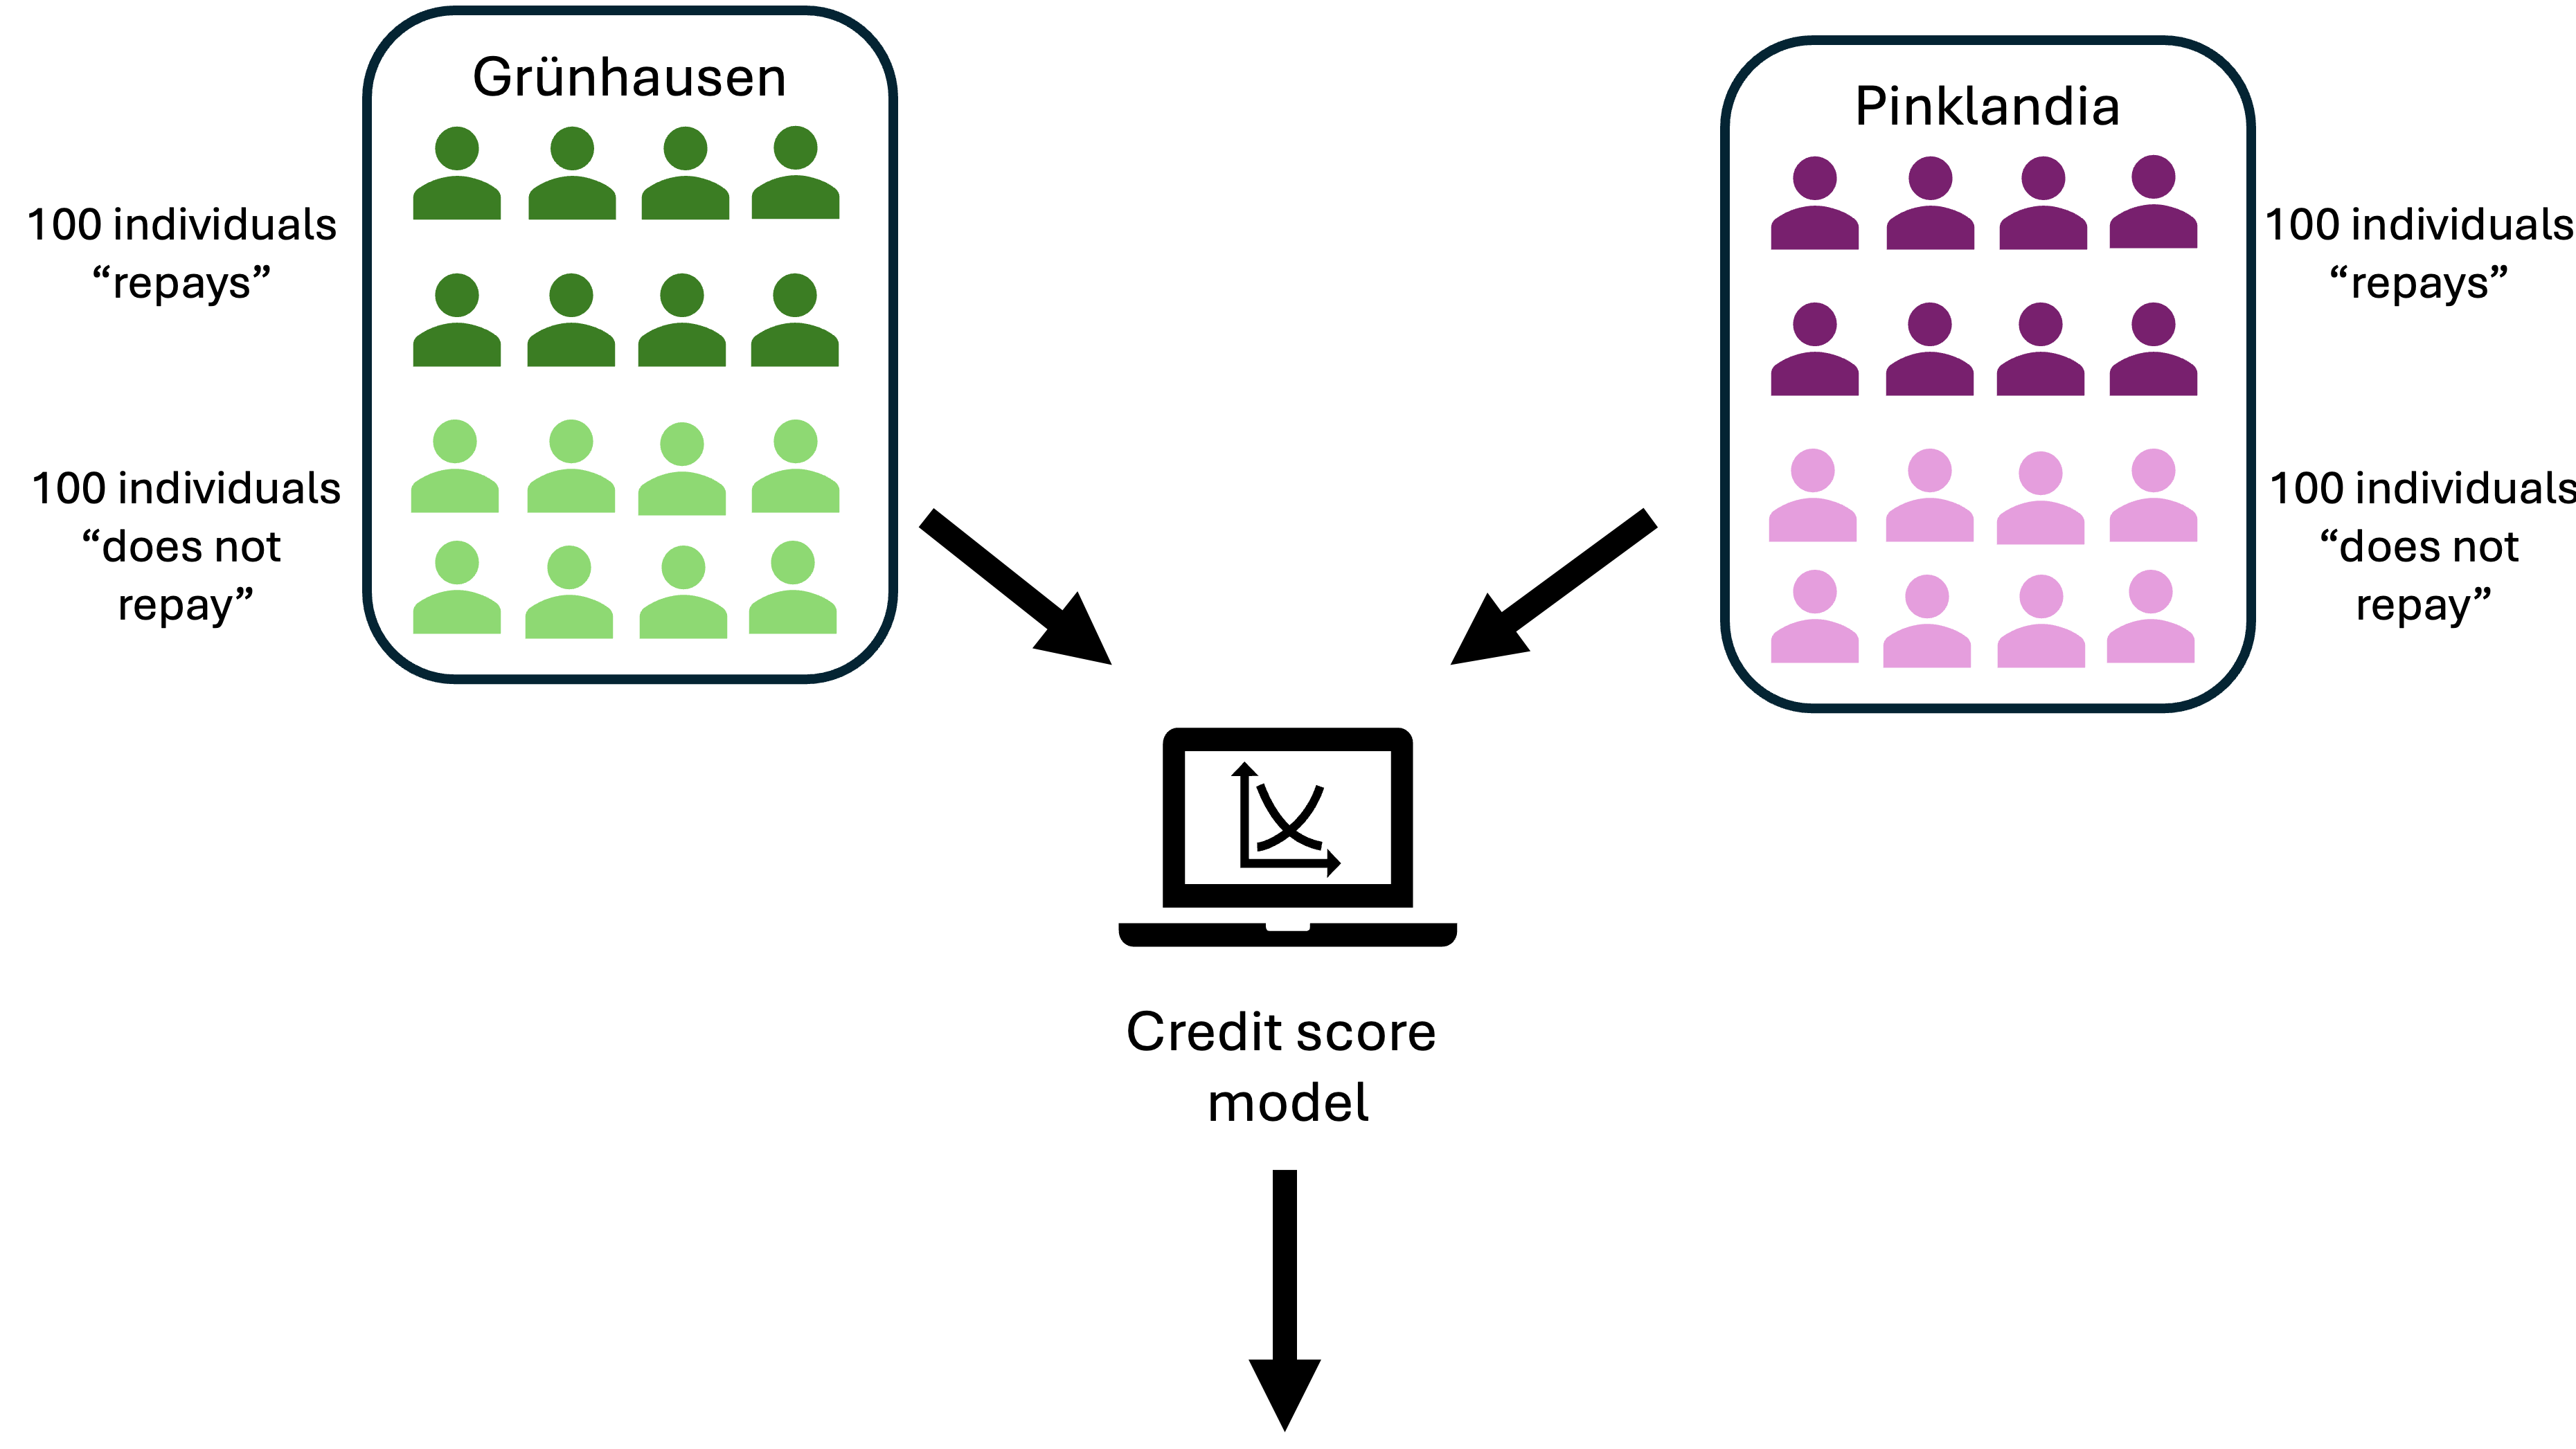 Grünhausen
Pinklandia
100 individuals
“repays”
100 individuals
“repays”
100 individuals
“does not
repay”
100 individuals
“does not
repay”
Credit score
model